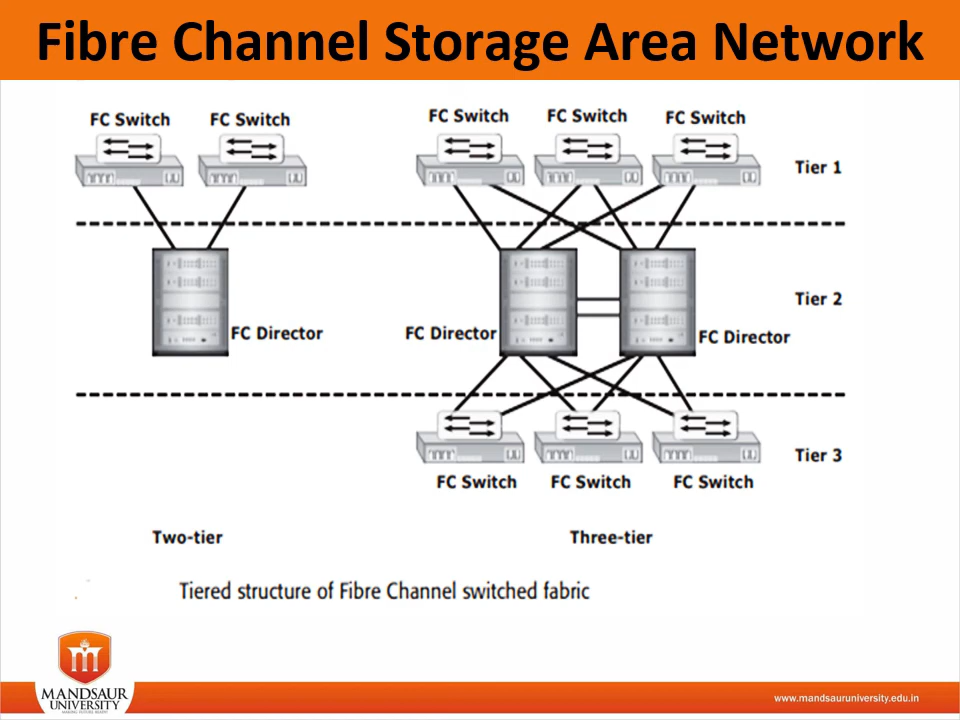 Fibre Channel Storage Area Network
FC Switch FC Switch FC Switch FC Switch FC Switch
Tier 1
Tier 2
FC Director FC Director FC Director
Tier 3
FC Switch FC Switch FC Switch
Two-tier Three-tier
Tiered structure of Fibre Channel switched fabric
MANDSAUR
UNIVERSITY
www.mandsauruniversity.edu.in